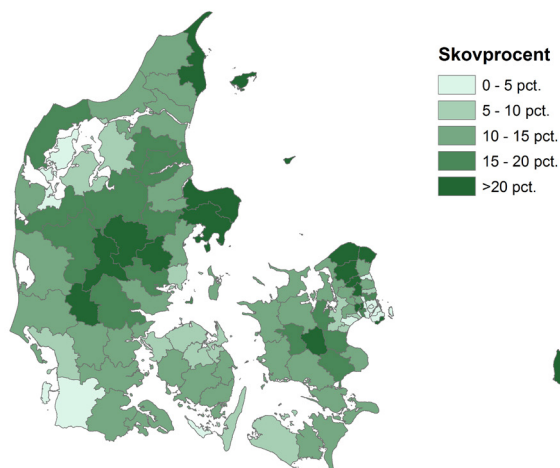 Skovprocent
0 - 5 pct.
5 - 10 pct.
10 - 15 pct.
15 - 20 pct.
>20 pct.